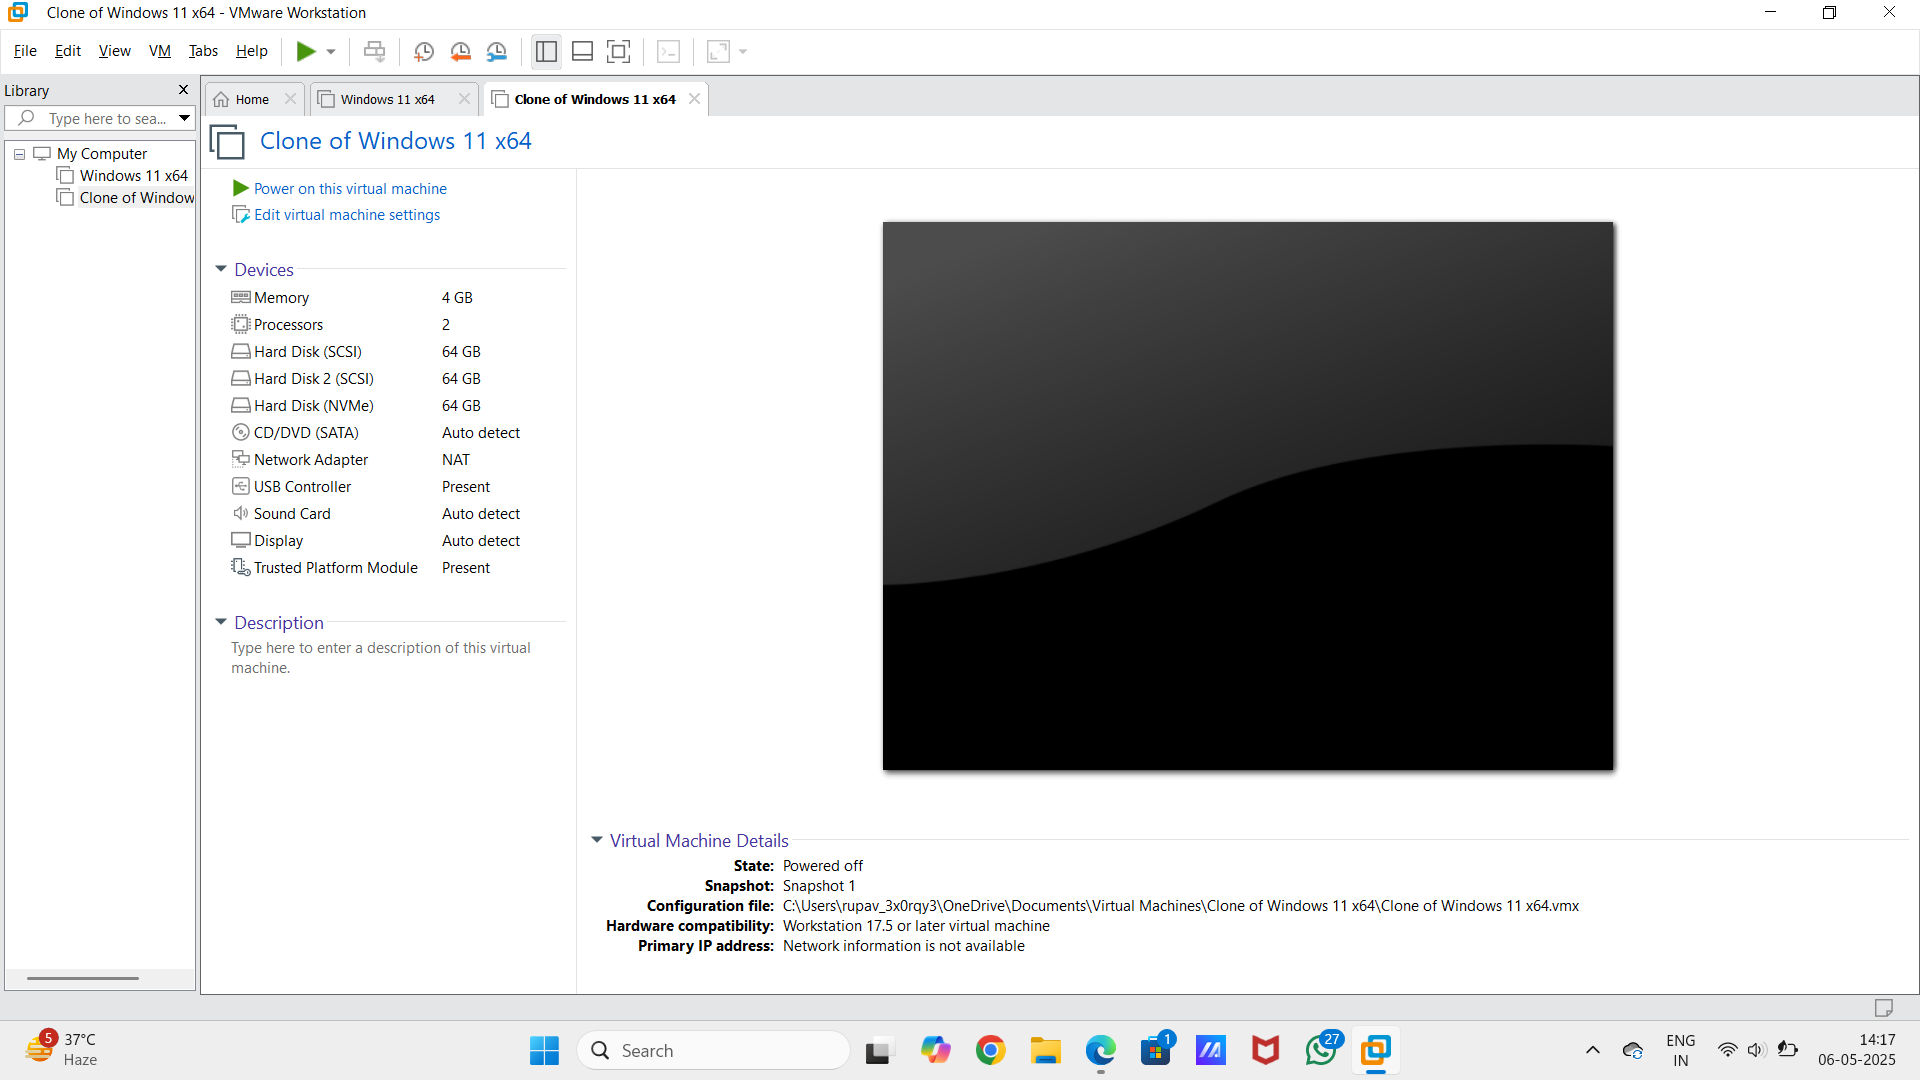 Clone of Windows 11 x64 - VMware Workstation
File Edit View VM Tabs Help
Library
Type here to sea...
My Computer
Windows 11 x64
Clone of Window
Home
Windows 11 x64
Clone of Windows 11 x64
Clone of Windows 11 x64
Power on this virtual machine
Edit virtual machine settings
Devices
Memory 4 GB
Processors 2
Hard Disk (SCSI) 64 GB
Hard Disk 2 (SCSI) 64 GB
Hard Disk (NVMe) 64 GB
CD/DVD (SATA) Auto detect
Network Adapter NAT
USB Controller Present
Sound Card Auto detect
Display Auto detect
Trusted Platform Module Present
Description
Type here to enter a description of this virtual
machine.
Virtual Machine Details
State: Powered off
Snapshot: Snapshot 1
Configuration file: C:\Users\rupav_3x0rqy3\OneDrive\Documents\Virtual Machines\Clone of Windows 11 x64\Clone of Windows 11 x64.vmx
Hardware compatibility: Workstation 17.5 or later virtual machine
Primary IP address: Network information is not available
5
37°C
Haze
Search
1
27
ENG
IN
14:17
06-05-2025